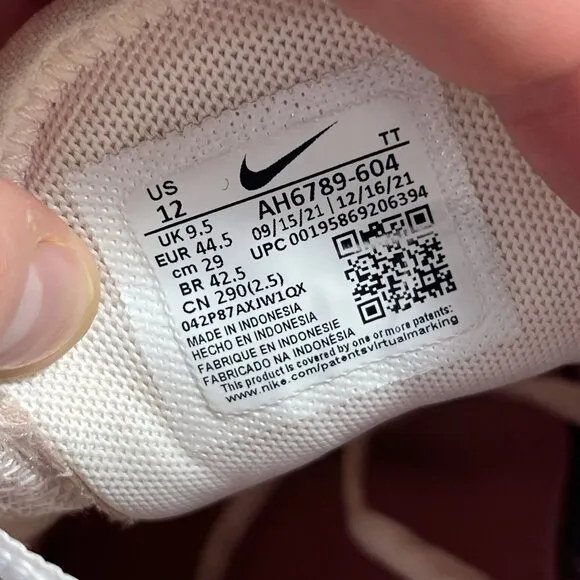 TT
US
12
AH6789-604
UK 9.5
09/15/21 | 12/16/21
EUR 44.5
UPC 00195869206394
cm 29
BR 42.5
CN 290(2.5)
042P87AXJW1QX
MADE IN INDONESIA
HECHO EN INDONESIA
FABRIQUE EN INDONESIE
FABRICADO NA INDONÉSIA
This product is covered by one or more patents:
www.nike.com/patentsvirtualmarking